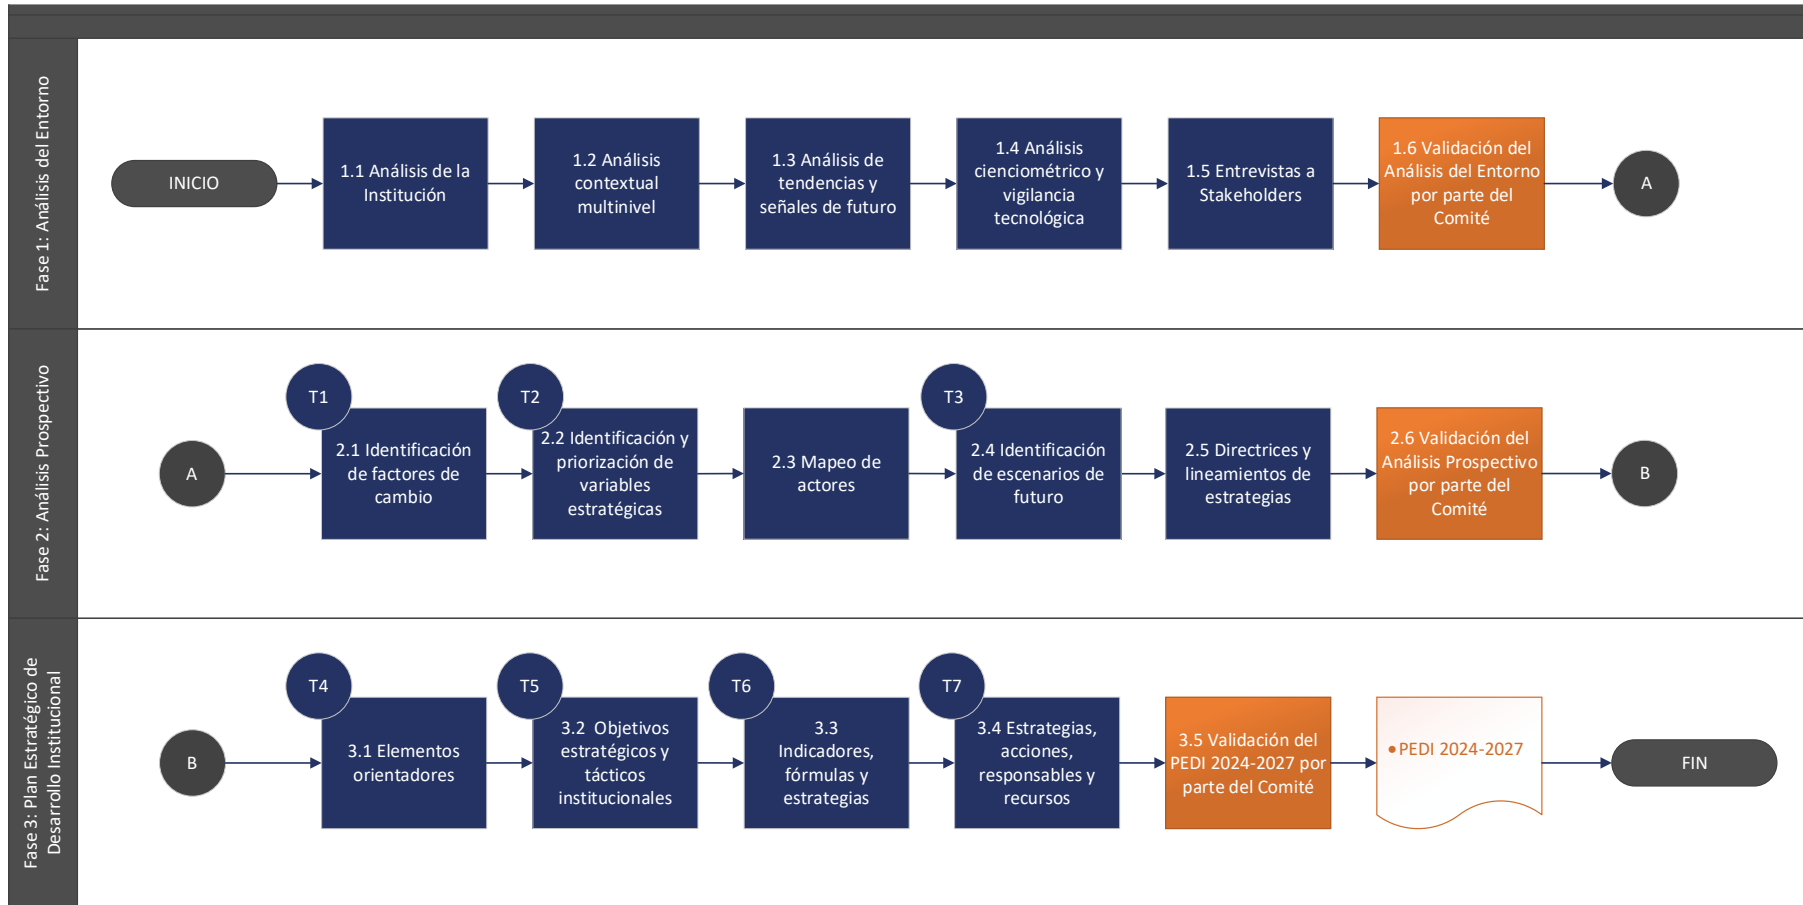 Fase 1: Análisis del Entorno
INICIO
1.1 Análisis de la
Institución
1.2 Análisis
contextual
multinivel
1.3 Análisis de
tendencias y
señales de futuro
1.4 Análisis
cienciométrico y
vigilancia
tecnológica
1.5 Entrevistas a
Stakeholders
1.6 Validación del
Análisis del Entorno
por parte del
Comité
A
Fase 2: Análisis Prospectivo
A
T1
2.1 Identificación
de factores de
cambio
T2
2.2 Identificación y
priorización de
variables
estratégicas
2.3 Mapeo de
actores
T3
2.4 Identificación
de escenarios de
futuro
2.5 Directrices y
lineamientos de
estrategias
2.6 Validación del
Análisis Prospectivo
por parte del
Comité
B
Fase 3: Plan Estratégico de
Desarrollo Institucional
B
T4
3.1 Elementos
orientadores
T5
3.2 Objetivos
estratégicos y
tácticos
institucionales
T6
3.3
Indicadores,
fórmulas y
estrategias
T7
3.4 Estrategias,
acciones,
responsables y
recursos
3.5 Validación del
PEDI 2024-2027 por
parte del Comité
• PEDI 2024-2027
FIN